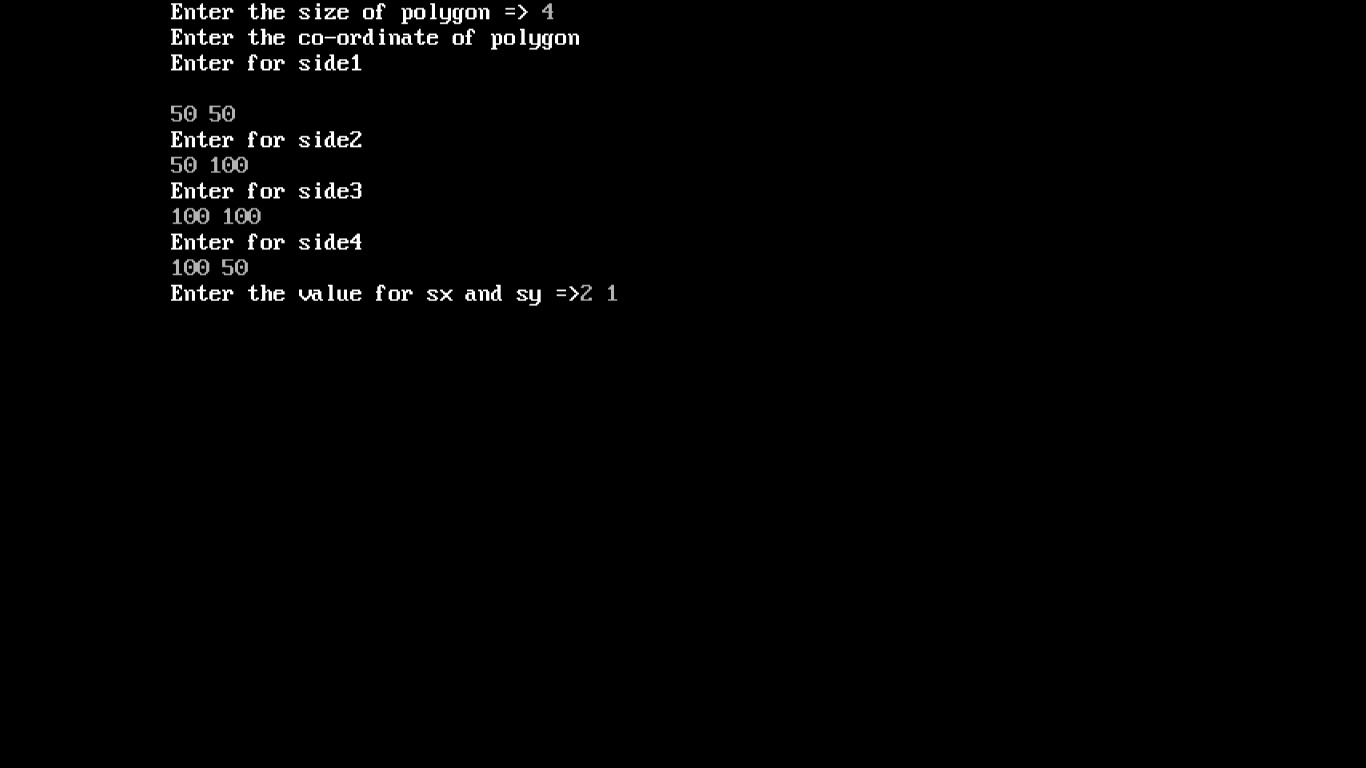 Enter the size of polygon => 4
Enter the co-ordinate of polygon
Enter for side1
50 50
Enter for side2
50 100
Enter for side3
100 100
Enter for side4
100 50
Enter the value for sx and sy =>2 1